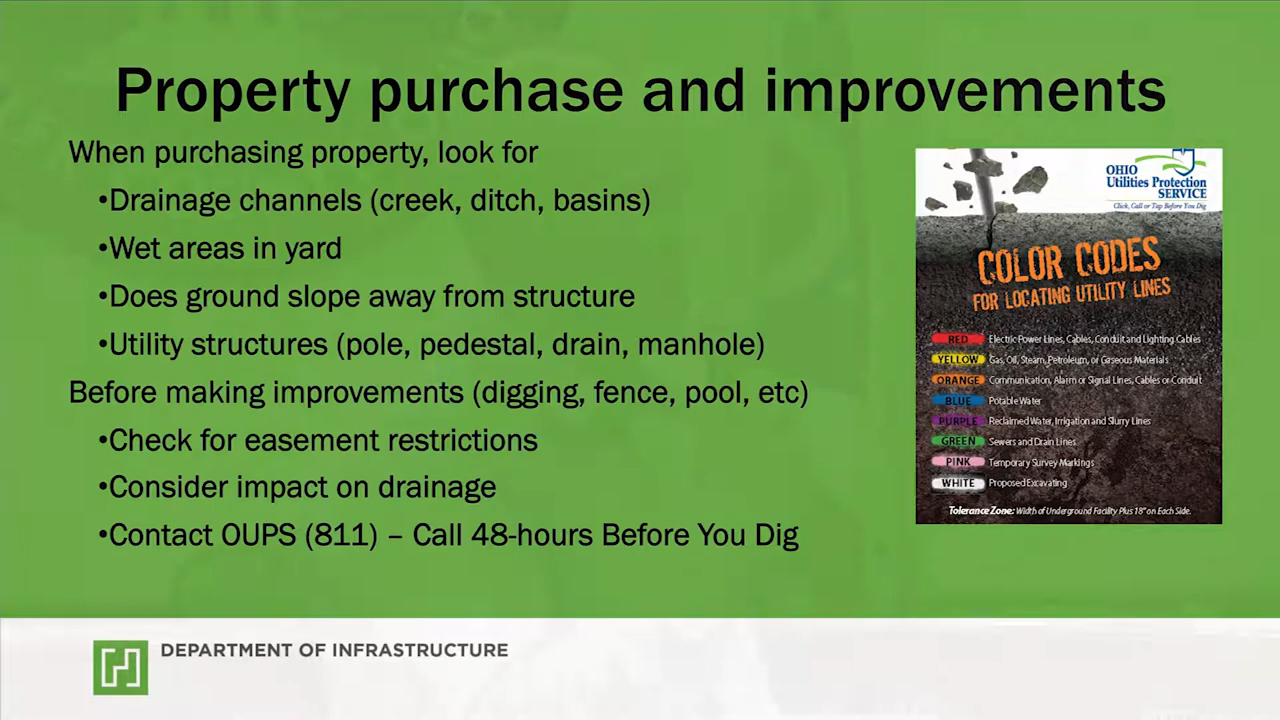 Property purchase and improvements
When purchasing property, look for
•Drainage channels (creek, ditch, basins)
•Wet areas in yard
•Does ground slope away from structure
•Utility structures (pole, pedestal, drain, manhole)
Before making improvements (digging, fence, pool, etc)
•Check for easement restrictions
•Consider impact on drainage
•Contact OUPS (811) – Call 48-hours Before You Dig
OHIO
Utilities Protection
SERVICE
Click, Call or Tap Before You Dig
COLOR CODES
FOR LOCATING UTILITY LINES
RED Electric Power Lines, Cables, Conduit and Lighting Cables
YELLOW Gas, Oil, Steam, Petroleum, or Gaseous Materials
ORANGE Communication, Alarm or Signal Lines, Cables or Conduit
BLUE Potable Water
PURPLE Reclaimed Water, Irrigation and Slurry Lines
GREEN Sewers and Drain Lines
PINK Temporary Survey Markings
WHITE Proposed Excavating
Tolerance Zone: Width of Underground Facility Plus 18" on Each Side.
DEPARTMENT OF INFRASTRUCTURE